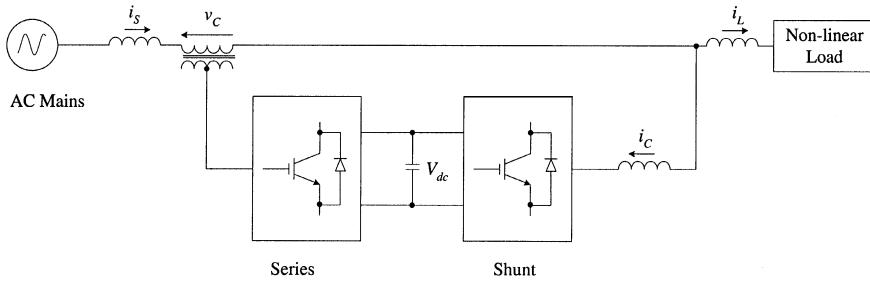 i_S
v_C
i_L
Non-linear
Load
AC Mains
V_dc
i_C
Series
Shunt